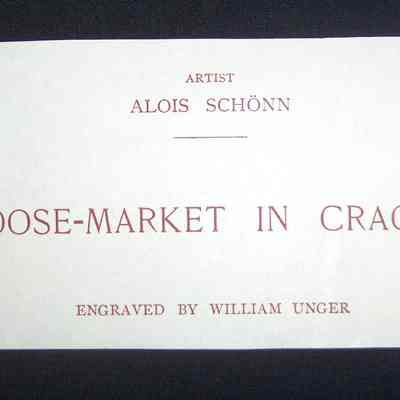 ARTIST
ALOIS SCHÖNN
OOSE-MARKET IN CRAC
ENGRAVED BY WILLIAM UNGER